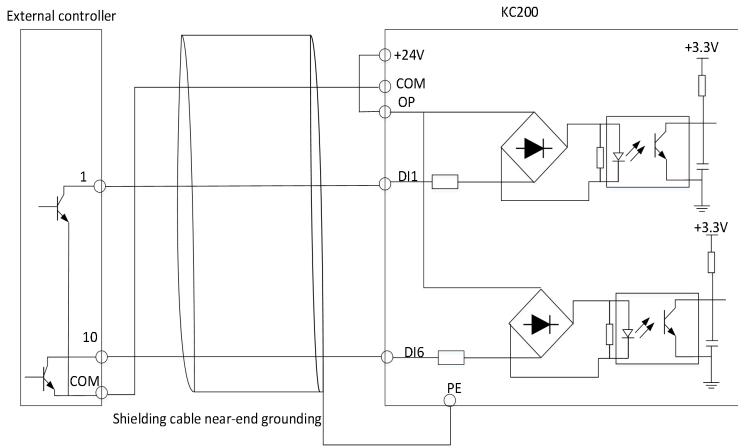 External controller
KC200
+24V
+3.3V
COM
OP
1
DI1
+3.3V
10
DI6
COM
PE
Shielding cable near-end grounding